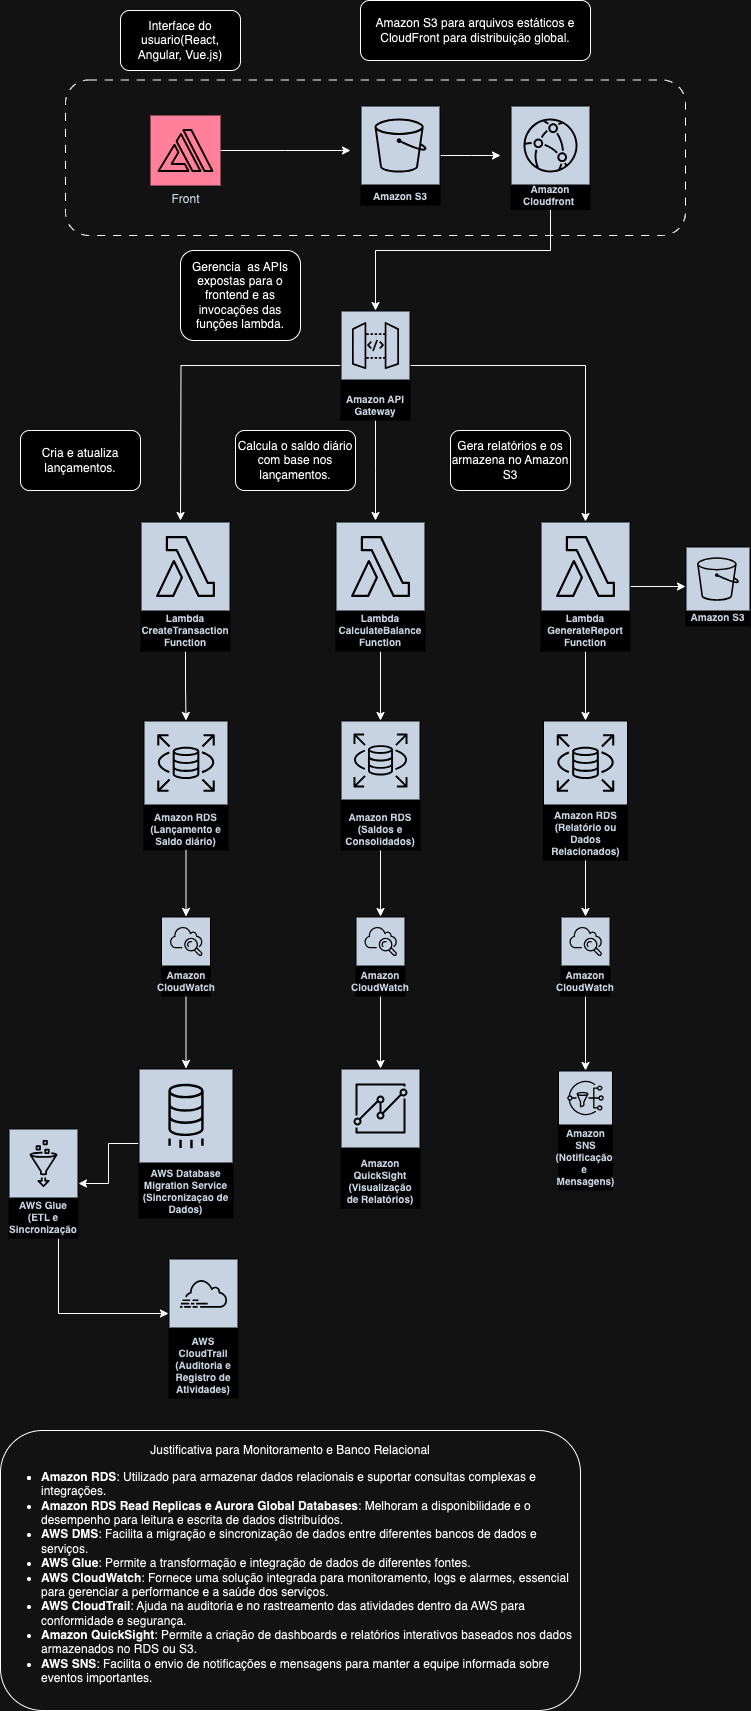 Interface do
usuario(React,
Angular, Vue.js)
Amazon S3 para arquivos estáticos e
CloudFront para distribuição global.
Front
Amazon S3
Amazon
Cloudfront
Gerencia  as APIs
expostas para o
frontend e as
invocações das
funções lambda.
Amazon API
Gateway
Cria e atualiza
lançamentos.
Calcula o saldo diário
com base nos
lançamentos.
Gera relatórios e os
armazena no Amazon
S3
Lambda
CreateTransaction
Function
Lambda
CalculateBalance
Function
Lambda
GenerateReport
Function
Amazon S3
Amazon RDS
(Lançamento e
Saldo diário)
Amazon RDS
(Saldos e
Consolidados)
Amazon RDS
(Relatório ou
Dados
Relacionados)
Amazon
CloudWatch
Amazon
CloudWatch
Amazon
CloudWatch
AWS Database
Migration Service
(Sincronizaçao de
Dados)
Amazon
QuickSight
(Visualização
de Relatórios)
Amazon
SNS
(Notificação
e
Mensagens)
AWS Glue
(ETL e
Sincronização
AWS
CloudTrail
(Auditoria e
Registro de
Atividades)
Justificativa para Monitoramento e Banco Relacional
• Amazon RDS: Utilizado para armazenar dados relacionais e suportar consultas complexas e
integrações.
• Amazon RDS Read Replicas e Aurora Global Databases: Melhoram a disponibilidade e o
desempenho para leitura e escrita de dados distribuídos.
• AWS DMS: Facilita a migração e sincronização de dados entre diferentes bancos de dados e
serviços.
• AWS Glue: Permite a transformação e integração de dados de diferentes fontes.
• AWS CloudWatch: Fornece uma solução integrada para monitoramento, logs e alarmes, essencial
para gerenciar a performance e a saúde dos serviços.
• AWS CloudTrail: Ajuda na auditoria e no rastreamento das atividades dentro da AWS para
conformidade e segurança.
• Amazon QuickSight: Permite a criação de dashboards e relatórios interativos baseados nos dados
armazenados no RDS ou S3.
• AWS SNS: Facilita o envio de notificações e mensagens para manter a equipe informada sobre
eventos importantes.